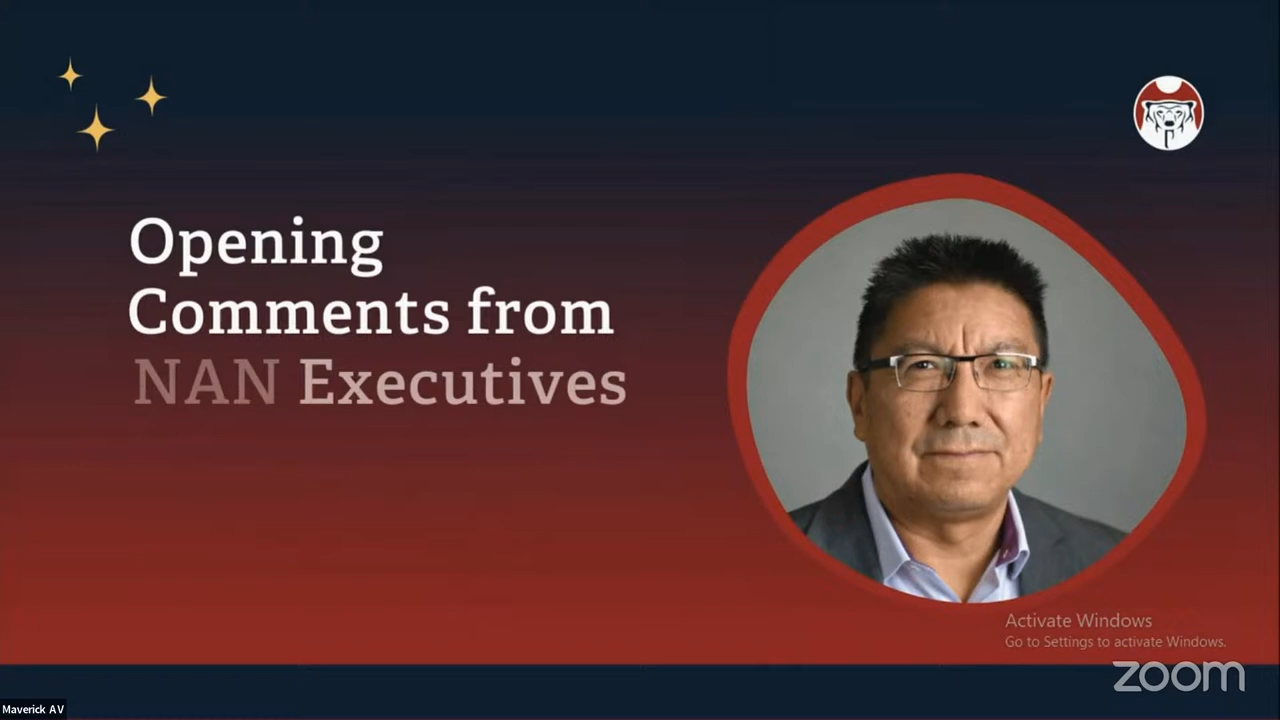 Opening
Comments from
NAN Executives
Activate Windows
Go to Settings to activate Windows.
zoom
Maverick AV